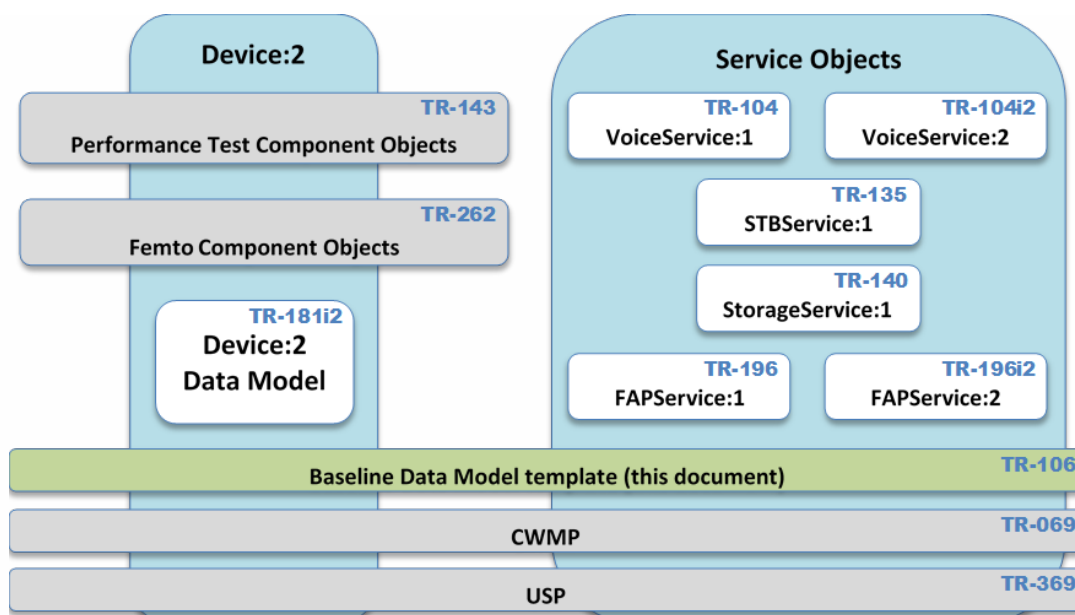 Device:2
Service Objects
TR-143
Performance Test Component Objects
TR-104
VoiceService:1
TR-104i2
VoiceService:2
TR-262
Femto Component Objects
TR-135
STBService:1
TR-140
StorageService:1
TR-181i2
Device:2
Data Model
TR-196
FAPService:1
TR-196i2
FAPService:2
TR-106
Baseline Data Model template (this document)
TR-069
CWMP
TR-369
USP